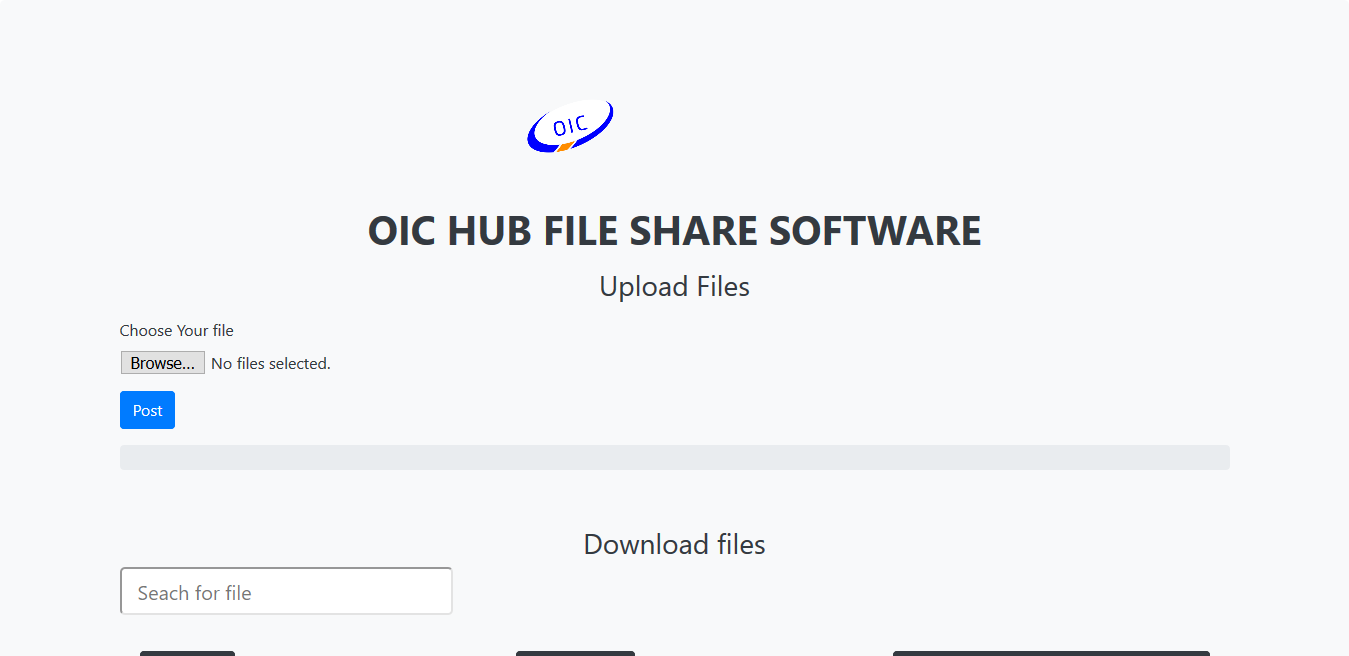 OIC
OIC HUB FILE SHARE SOFTWARE
Upload Files
Choose Your file
Browse... No files selected.
Post
Download files
Seach for file